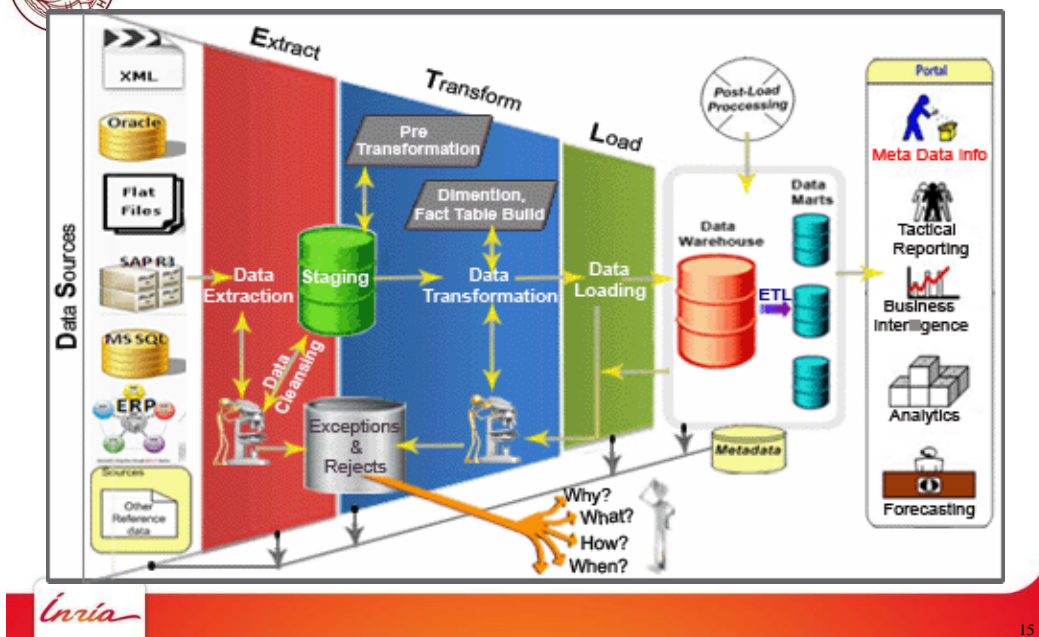 Data Sources
XML
Oracle
Flat
Files
SAP R3
MS SQL
ERP
Sources
Other
Reference
data
Extract
Transform
Load
Data
Extraction
Data
Cleansing
Staging
Pre
Transformation
Dimention,
Fact Table Build
Data
Transformation
Data
Loading
Exceptions
&
Rejects
Why?
What?
How?
When?
Post-Load
Proccessing
Data
Warehouse
ETL
Data
Marts
Metadata
Portal
Meta Data Info
Tactical
Reporting
Business
Interlligence
Analytics
Forecasting
Inria
15